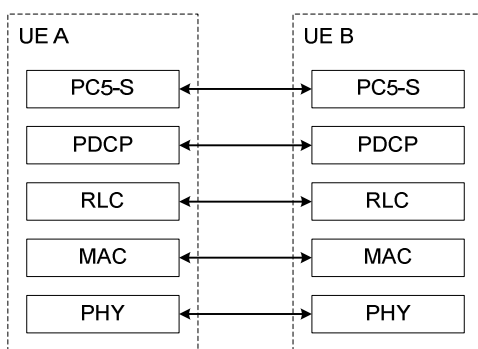 UE A
UE B
PC5-S
PC5-S
PDCP
PDCP
RLC
RLC
MAC
MAC
PHY
PHY